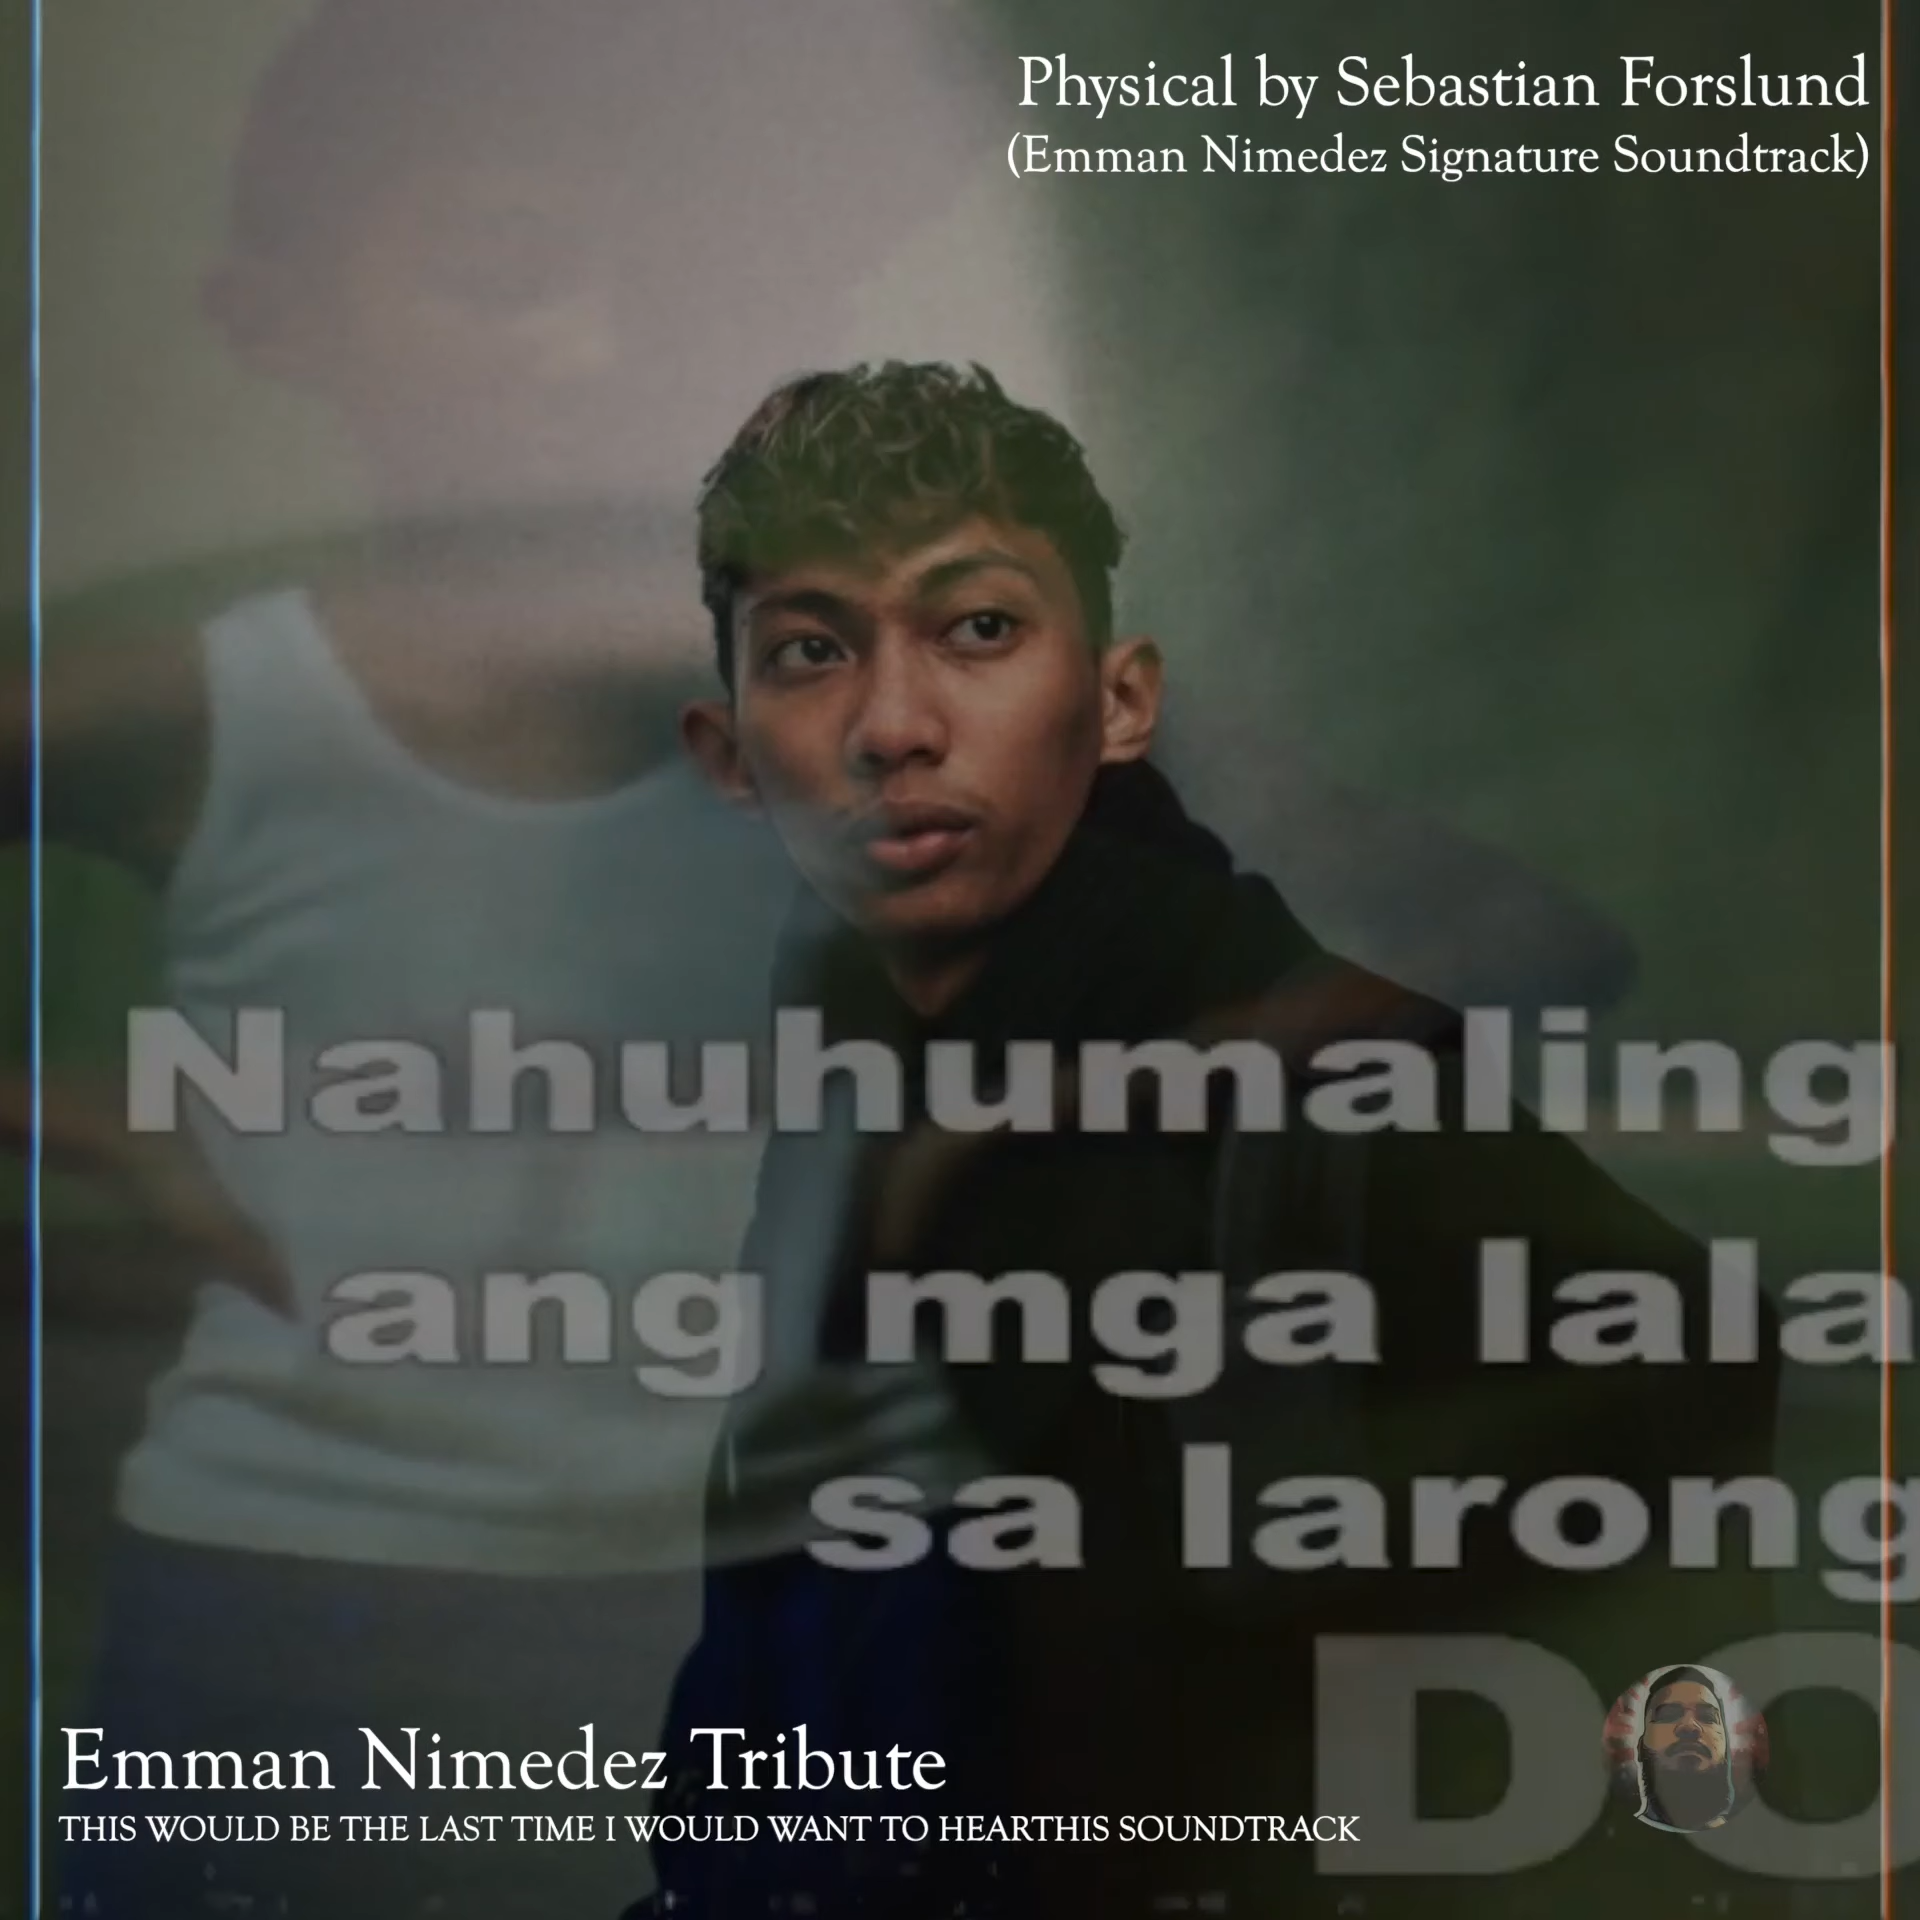 Physical by Sebastian Forslund
(Emman Nimedez Signature Soundtrack)
Nahuhumaling
ang mga lala
sa larong
DO
Emman Nimedez Tribute
THIS WOULD BE THE LAST TIME I WOULD WANT TO HEARTHIS SOUNDTRACK